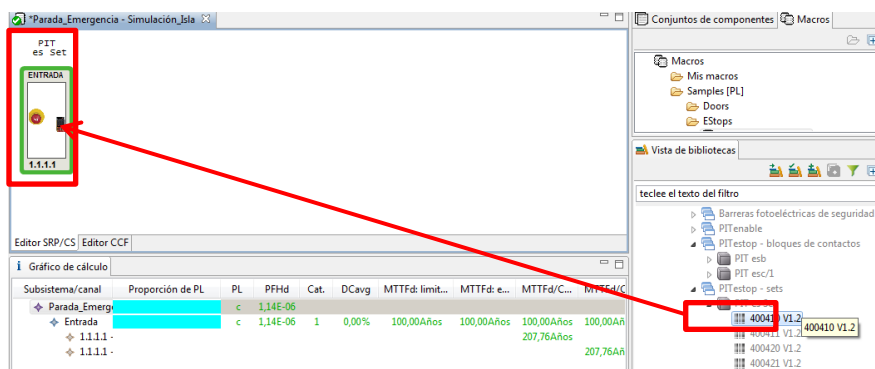 *Parada_Emergencia - Simulación_Isla
PIT
es Set
ENTRADA
1.1.1.1
Editor SRP/CS Editor CCF
Gráfico de cálculo
Subsistema/canal Proporción de PL PL PFHd Cat. DCavg MTTFd: limit... MTTFd: e... MTTFd/C... MTTFd/C
Parada_Emerg c 1,14E-06
Entrada c 1,14E-06 1 0,00% 100,00Años 100,00Años 100,00Años 100,00Añ
1.1.1.1 - 207,76Años
1.1.1.1 - 207,76Añ
Conjuntos de componentes Macros
Macros
Mis macros
Samples [PL]
Doors
EStops
Vista de bibliotecas
teclee el texto del filtro
Barreras fotoeléctricas de seguridad
PITenable
PITestop - bloques de contactos
PIT esb
PIT esc/1
PITestop - sets
400410 V1.2
400410 V1.2
400411 V1.2
400420 V1.2
400421 V1.2